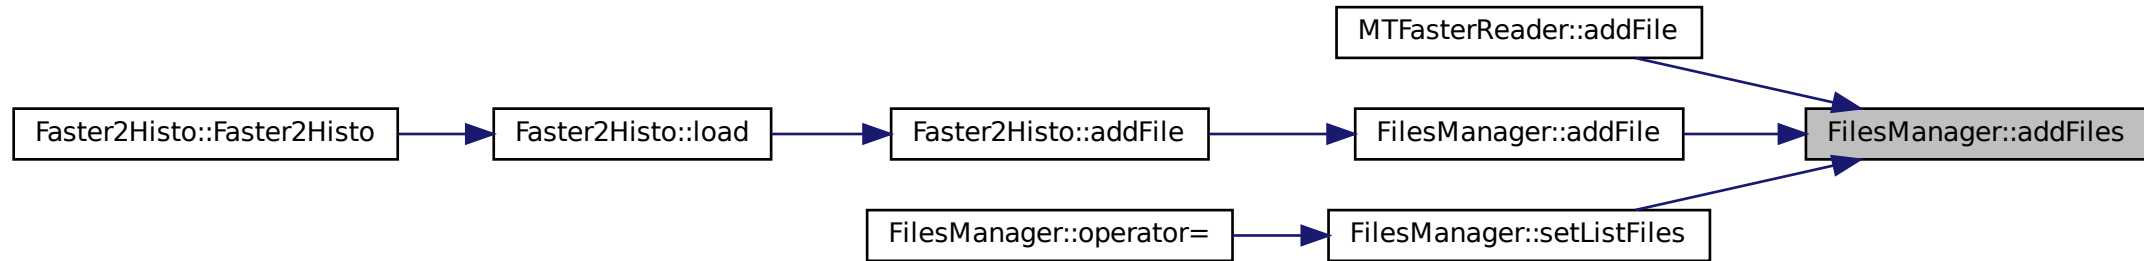 MTFasterReader::addFile
Faster2Histo::Faster2Histo
Faster2Histo::load
Faster2Histo::addFile
FilesManager::addFile
FilesManager::addFiles
FilesManager::operator=
FilesManager::setListFiles